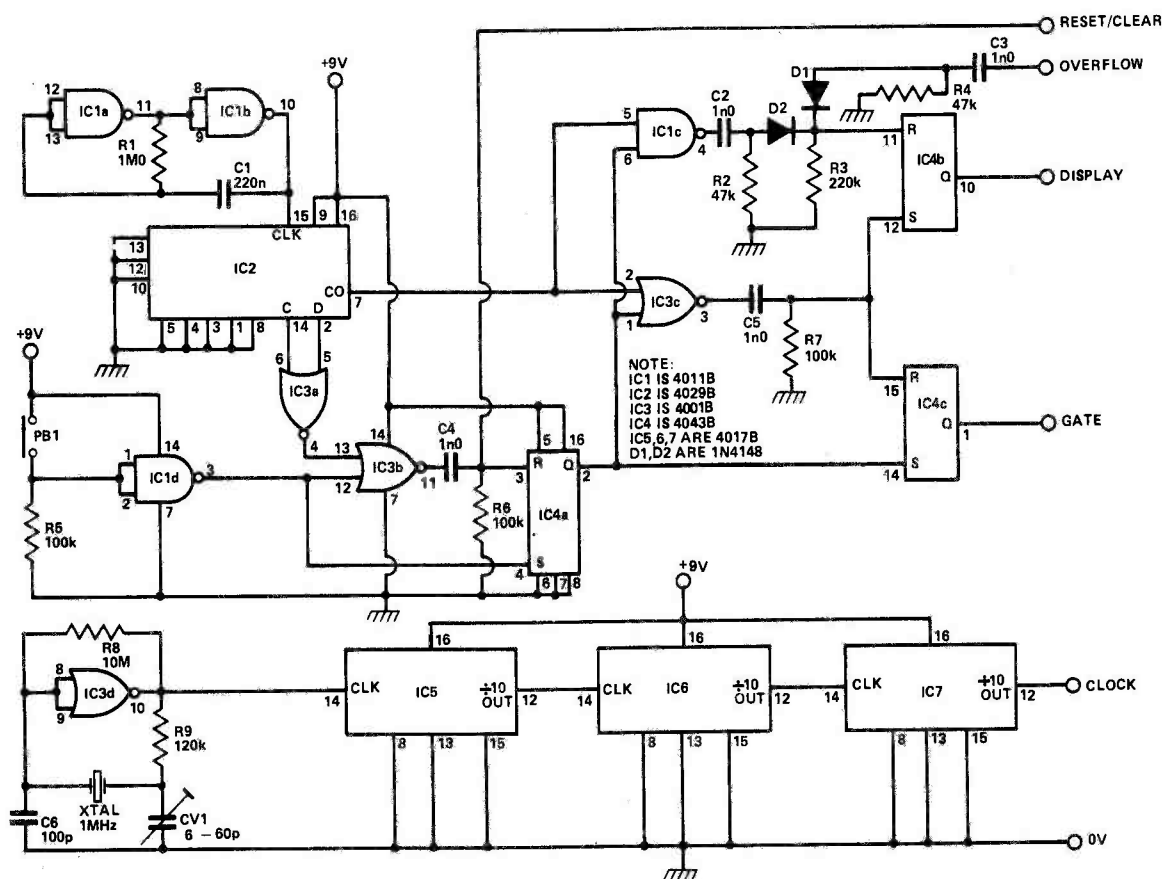 RESET/CLEAR
+9V
C3
1n0
OVERFLOW
D1
R4
47k
12
13
IC1a
11
8
9
IC1b
10
R1
1M0
C1
220n
5
6
IC1c
4
C2
1n0
D2
R2
47k
R3
220k
R
11
IC4b
Q
10
DISPLAY
S
12
15
9
16
CLK
13
12
10
IC2
CO
7
C
D
5
4
3
1
8
14
2
2
1
IC3c
3
C5
1n0
R7
100k
+9V
6
5
IC3a
4
NOTE:
IC1 IS 4011B
IC2 IS 4029B
IC3 IS 4001B
IC4 IS 4043B
IC5,6,7 ARE 4017B
D1,D2 ARE 1N4148
R
15
IC4c
Q
1
GATE
S
14
PB1
14
1
2
IC1d
3
7
R5
100k
13
12
14
IC3b
11
7
C4
1n0
R6
100k
5
16
R
3
Q
2
IC4a
S
4
6
7
8
+9V
R8
10M
8
9
IC3d
10
R9
120k
XTAL
1MHz
C6
100p
CV1
6 – 60p
16
14
CLK
IC5
÷10
OUT
12
8
13
15
16
14
CLK
IC6
÷10
OUT
12
8
13
15
16
14
CLK
IC7
÷10
OUT
12
8
13
15
CLOCK
0V